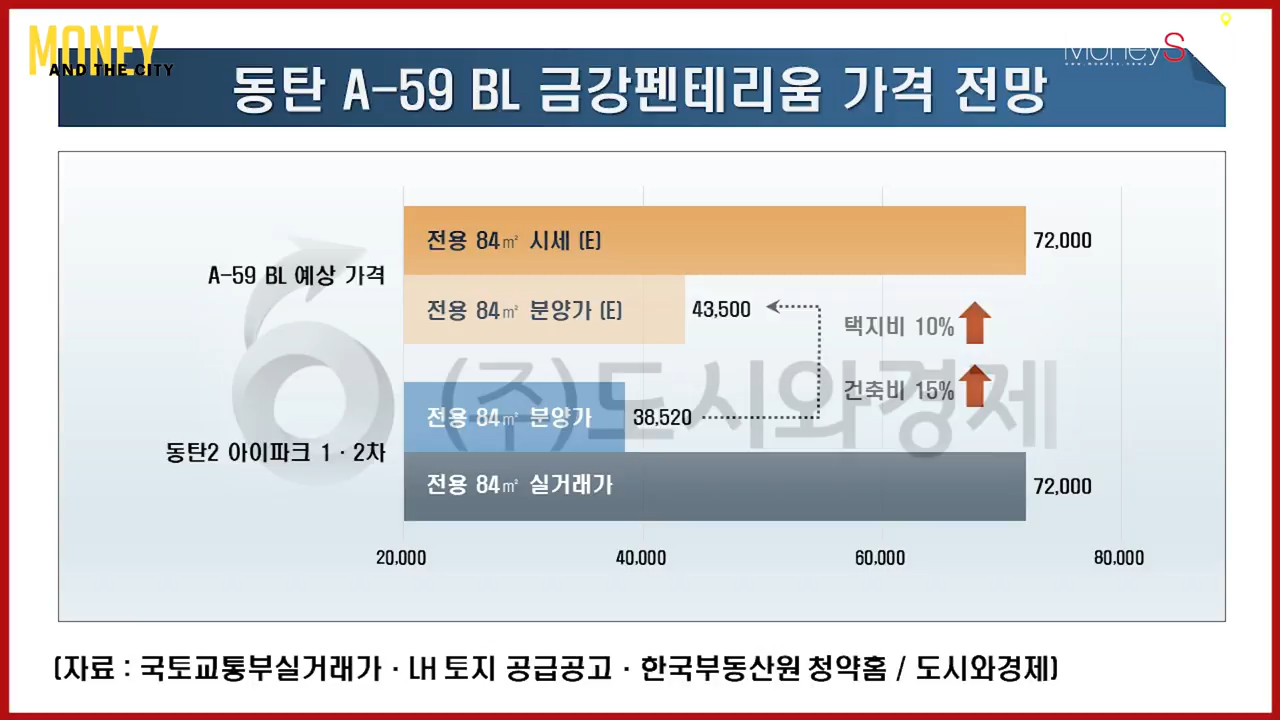 MONEY
AND THE CITY
MoneyS
동탄 A-59 BL 금강펜테리움 가격 전망
전용 84㎡ 시세 (E)
72,000
A-59 BL 예상 가격
전용 84㎡ 분양가 (E)
43,500
택지비 10%
(주)도시와경제
건축비 15%
전용 84㎡ 분양가
38,520
동탄2 아이파크 1 · 2차
전용 84㎡ 실거래가
72,000
20,000 40,000 60,000 80,000
(자료 : 국토교통부실거래가 · LH 토지 공급공고 · 한국부동산원 청약홈 / 도시와경제)